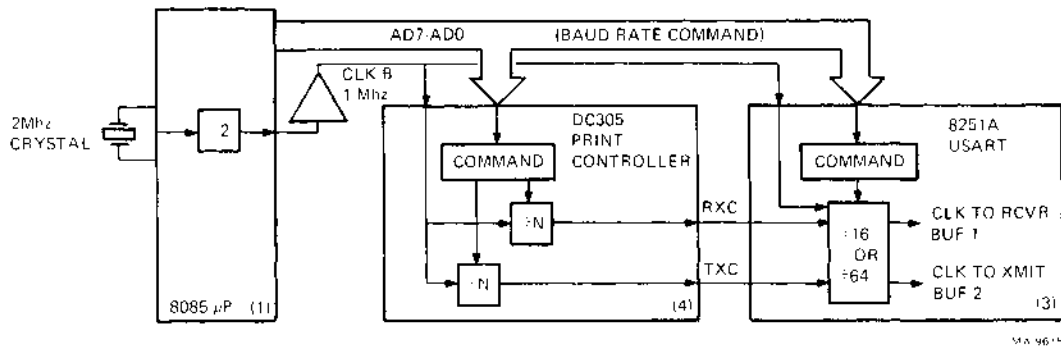 AD7-AD0
(BAUD RATE COMMAND)
CLK B
1 Mhz
2Mhz
CRYSTAL
2
DC305
PRINT
CONTROLLER
8251A
USART
COMMAND
COMMAND
÷N
RXC
÷16
OR
÷64
CLK TO RCVR
BUF 1
÷N
TXC
CLK TO XMIT
BUF 2
8085 μP (1)
(4)
(3)